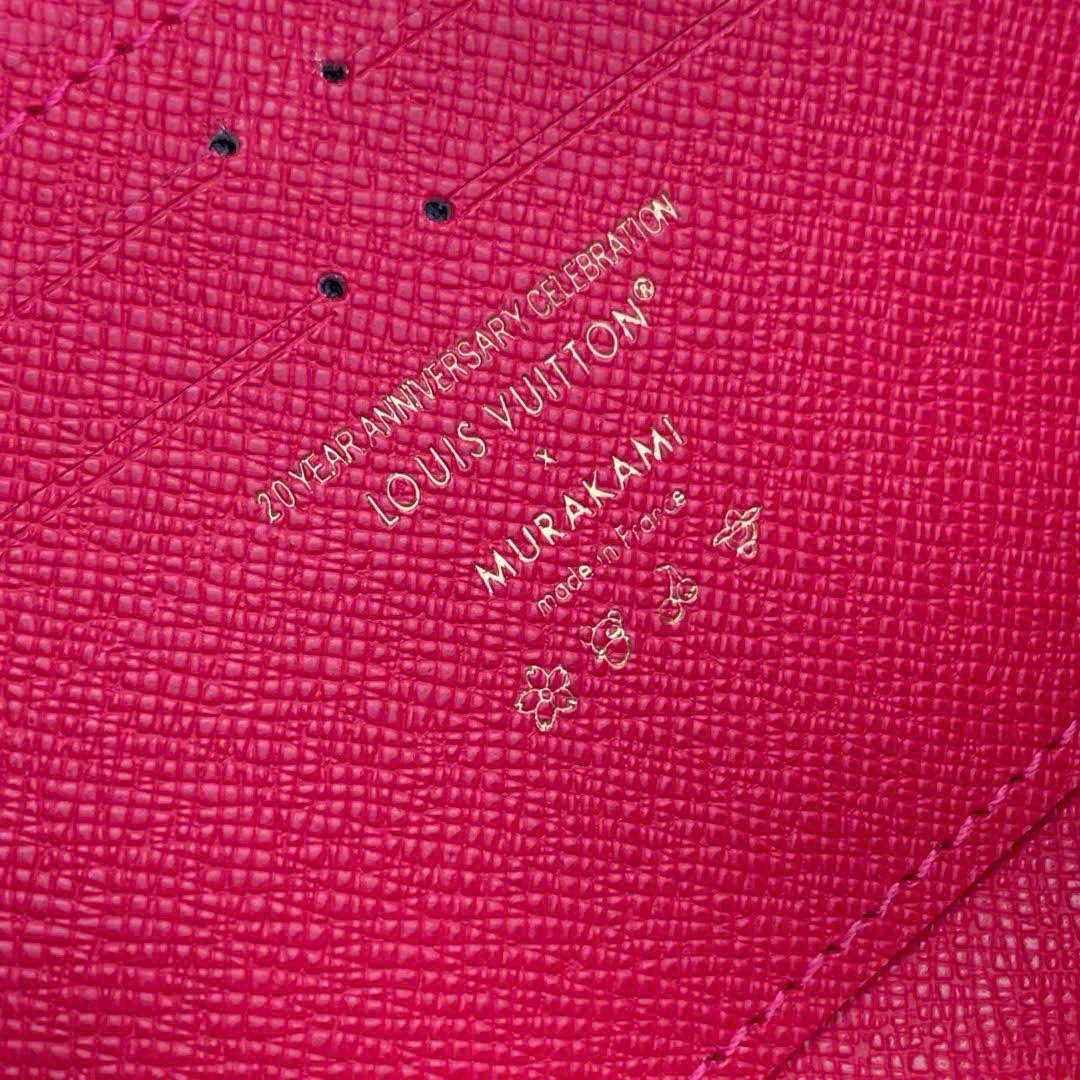 20 YEAR ANNIVERSARY CELEBRATION
LOUIS VUITTON®
x
MURAKAMI
made in France